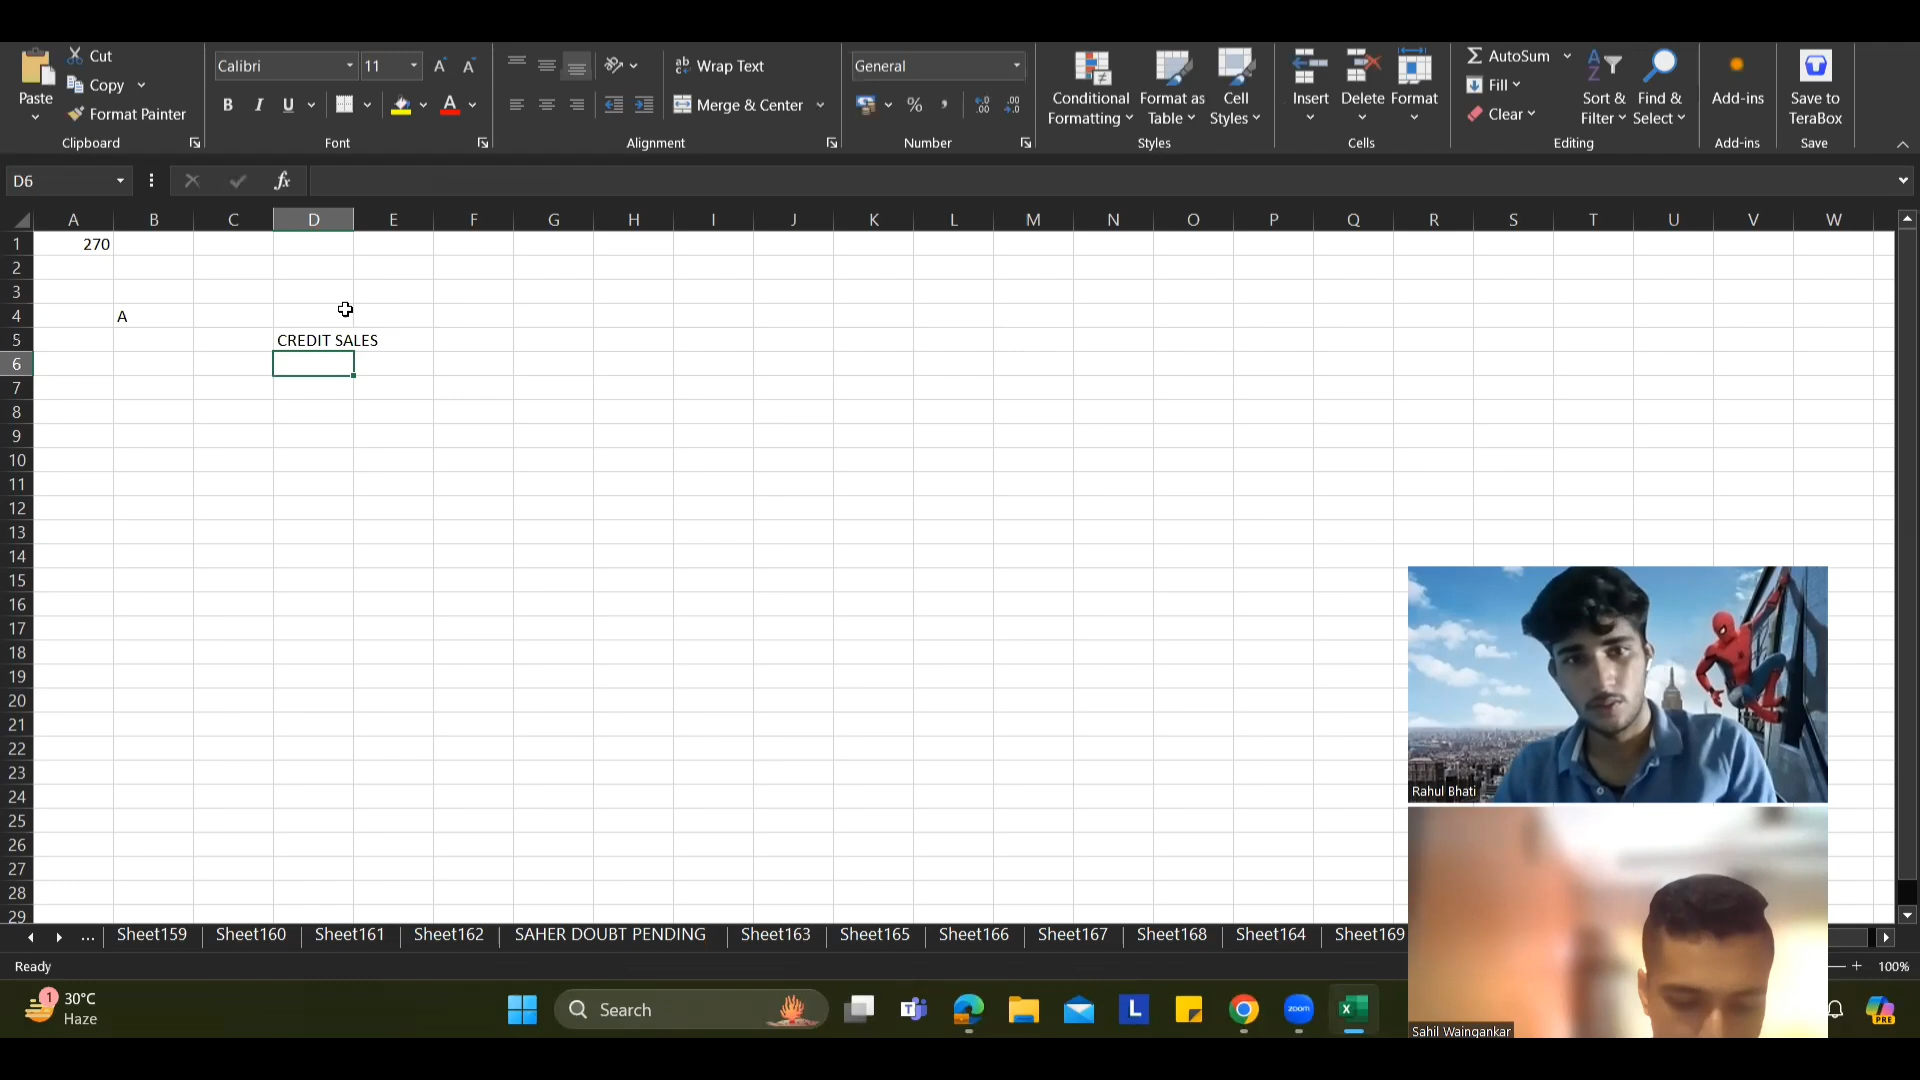 Cut
Copy
Format Painter
Paste
Clipboard
Calibri
11
B I U
Font
Wrap Text
Merge & Center
Alignment
General
Number
Conditional
Formatting
Format as
Table
Cell
Styles
Styles
Insert
Delete
Format
Cells
AutoSum
Fill
Clear
Sort &
Filter
Find &
Select
Editing
Add-ins
Add-ins
Save to
TeraBox
Save
D6
fx
A B C D E F G H I J K L M N O P Q R S T U V W
1 270
2
3
4 A
5 CREDIT SALES
6
7
8
9
10
11
12
13
14
15
16
17
18
19
20
21
22
23
24
25
26
27
28
29
Rahul Bhati
Sahil Waingankar
... Sheet159 Sheet160 Sheet161 Sheet162 SAHER DOUBT PENDING Sheet163 Sheet165 Sheet166 Sheet167 Sheet168 Sheet164 Sheet169
Ready
100%
1
30°C
Haze
Search
L
zoom
PRE